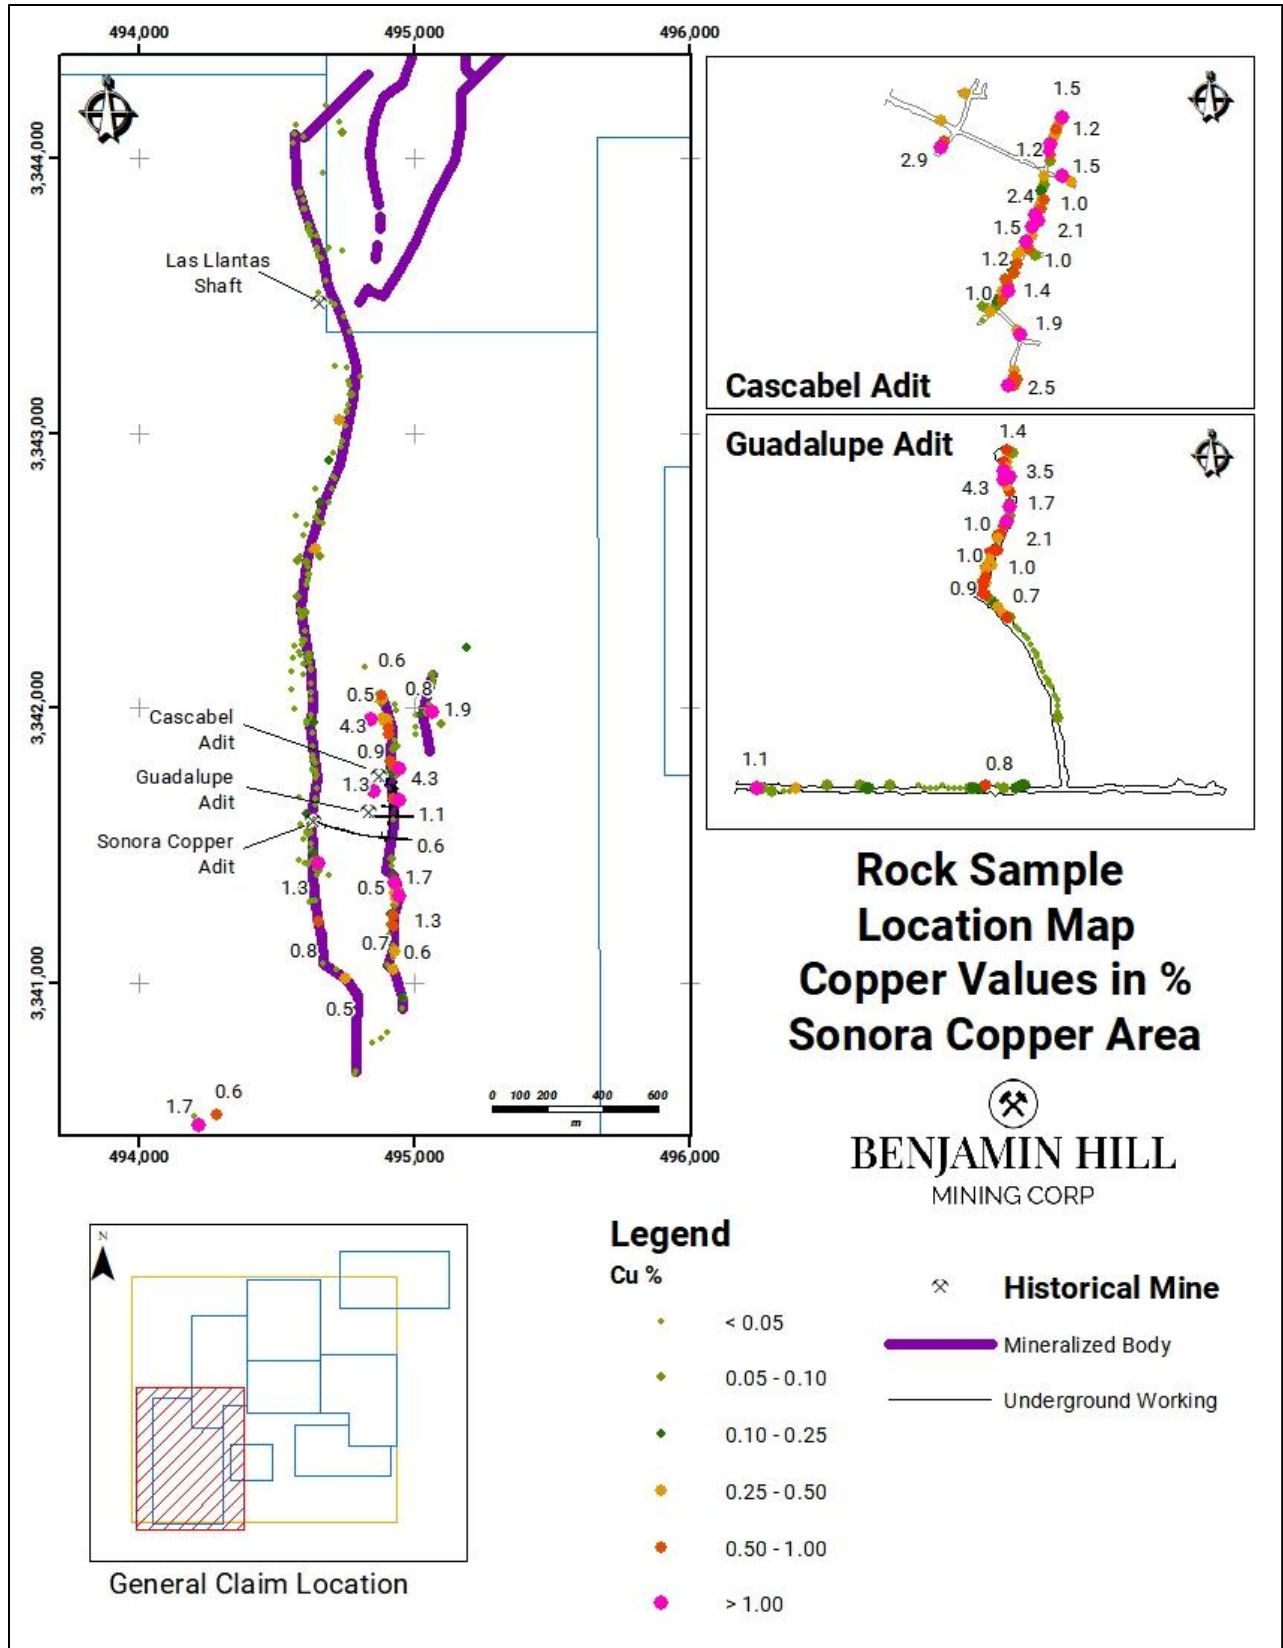 494,000
495,000
496,000
3,344,000
3,343,000
3,342,000
3,341,000
Las Llantas
Shaft
0.6
0.5
0.8
1.9
4.3
Cascabel
Adit
0.9
4.3
Guadalupe
Adit
1.3
1.1
Sonora Copper
Adit
0.6
1.7
1.3
0.5
1.3
0.7
0.6
0.8
0.5
0.6
1.7
0 100 200 400 600
m
494,000
495,000
496,000
1.5
1.2
1.2
2.9
1.5
2.4
1.0
1.5
2.1
1.2
1.0
1.0
1.4
1.9
2.5
Cascabel Adit
Guadalupe Adit
1.4
3.5
4.3
1.7
1.0
2.1
1.0
1.0
0.9
0.7
1.1
0.8
Rock Sample
Location Map
Copper Values in %
Sonora Copper Area
BENJAMIN HILL
MINING CORP
N
General Claim Location
Legend
Cu %
< 0.05
0.05 - 0.10
0.10 - 0.25
0.25 - 0.50
0.50 - 1.00
> 1.00
Historical Mine
Mineralized Body
Underground Working